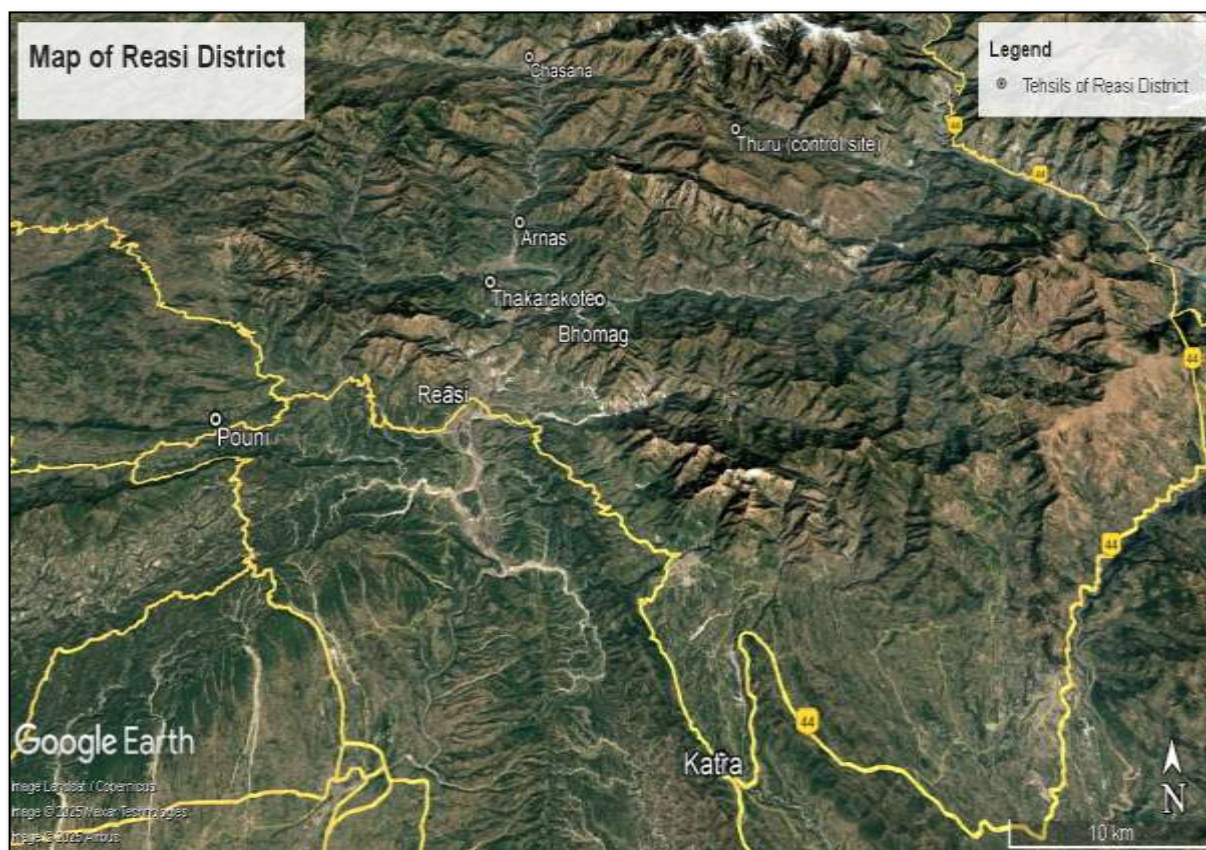 Map of Reasi District
Legend
Tehsils of Reasi District
Chasana
44
Thuru (control site)
44
Arnas
Thakarakote
Bhomag
44
Reasi
Pouni
44
44
Google Earth
Katra
Image Landsat / Copernicus
Image © 2025 Maxar Technologies
Image © 2025 Airbus
N
10 km